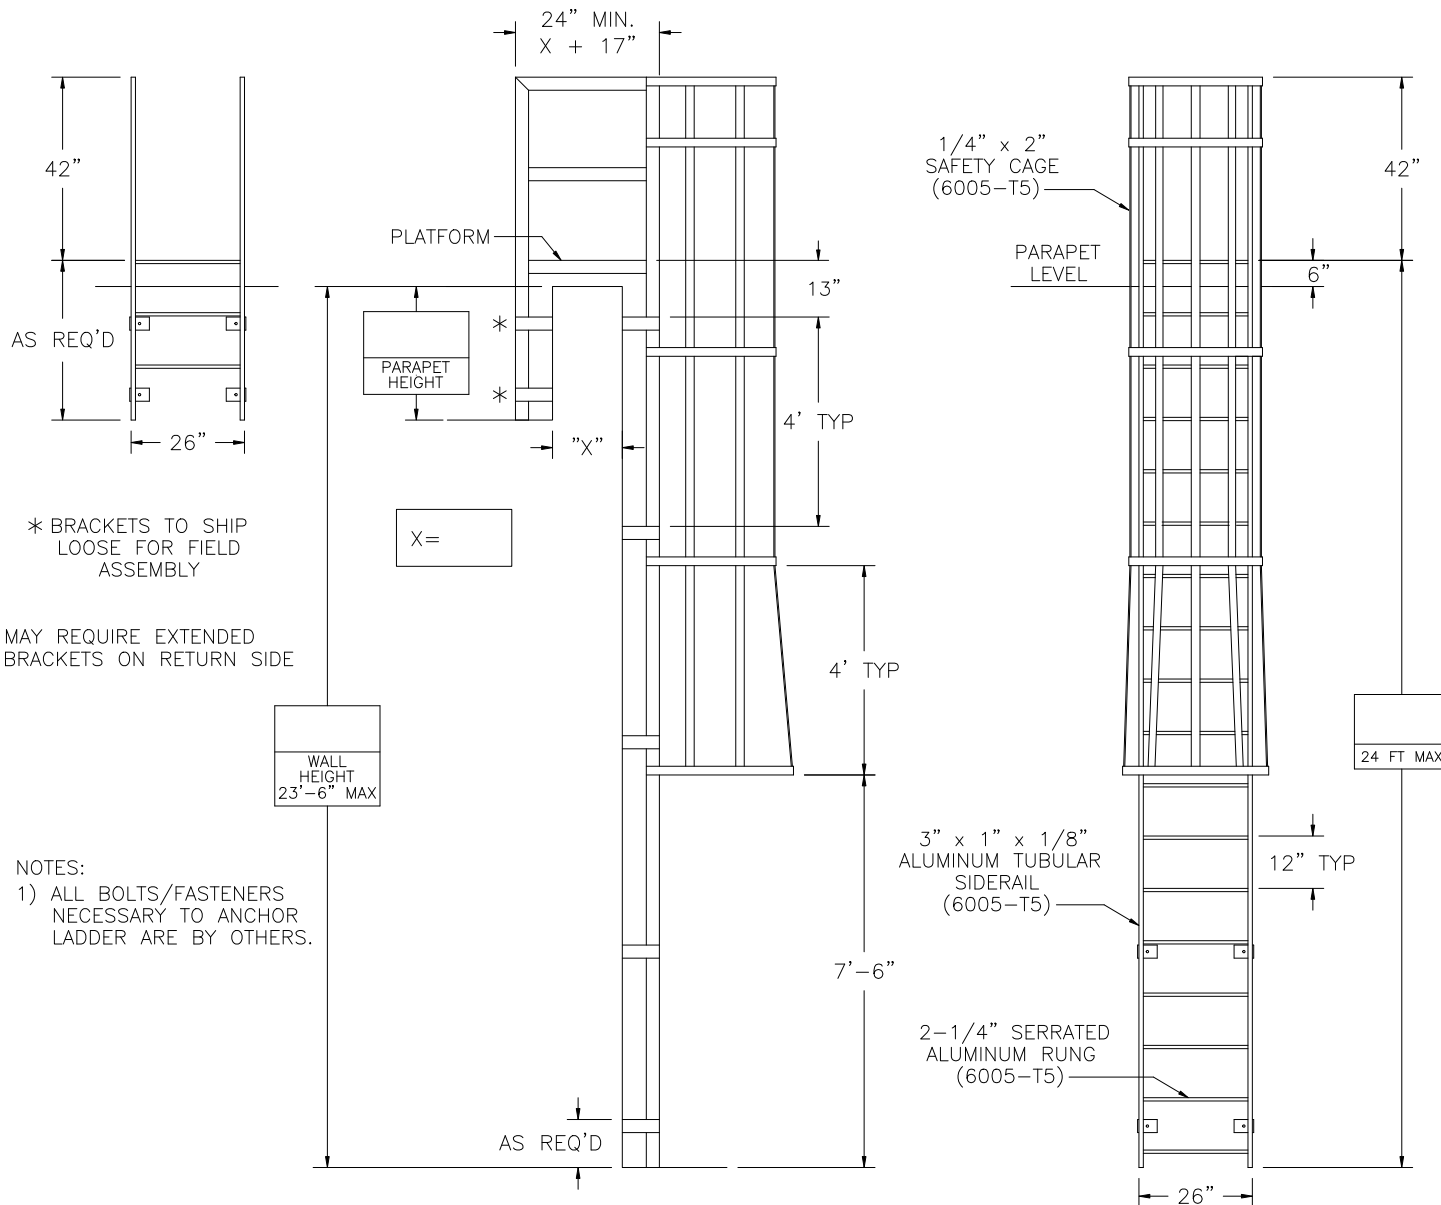 24” MIN.
X + 17”
42”
AS REQ’D
26”
* BRACKETS TO SHIP
LOOSE FOR FIELD
ASSEMBLY
MAY REQUIRE EXTENDED
BRACKETS ON RETURN SIDE
NOTES:
1) ALL BOLTS/FASTENERS
NECESSARY TO ANCHOR
LADDER ARE BY OTHERS.
PLATFORM
*
*
PARAPET
HEIGHT
"X"
X=
WALL
HEIGHT
23’-6” MAX
13”
4’ TYP
4’ TYP
7’-6”
AS REQ’D
1/4” x 2”
SAFETY CAGE
(6005-T5)
PARAPET
LEVEL
42”
6”
24 FT MAX
3” x 1” x 1/8”
ALUMINUM TUBULAR
SIDERAIL
(6005-T5)
12” TYP
2-1/4” SERRATED
ALUMINUM RUNG
(6005-T5)
26”